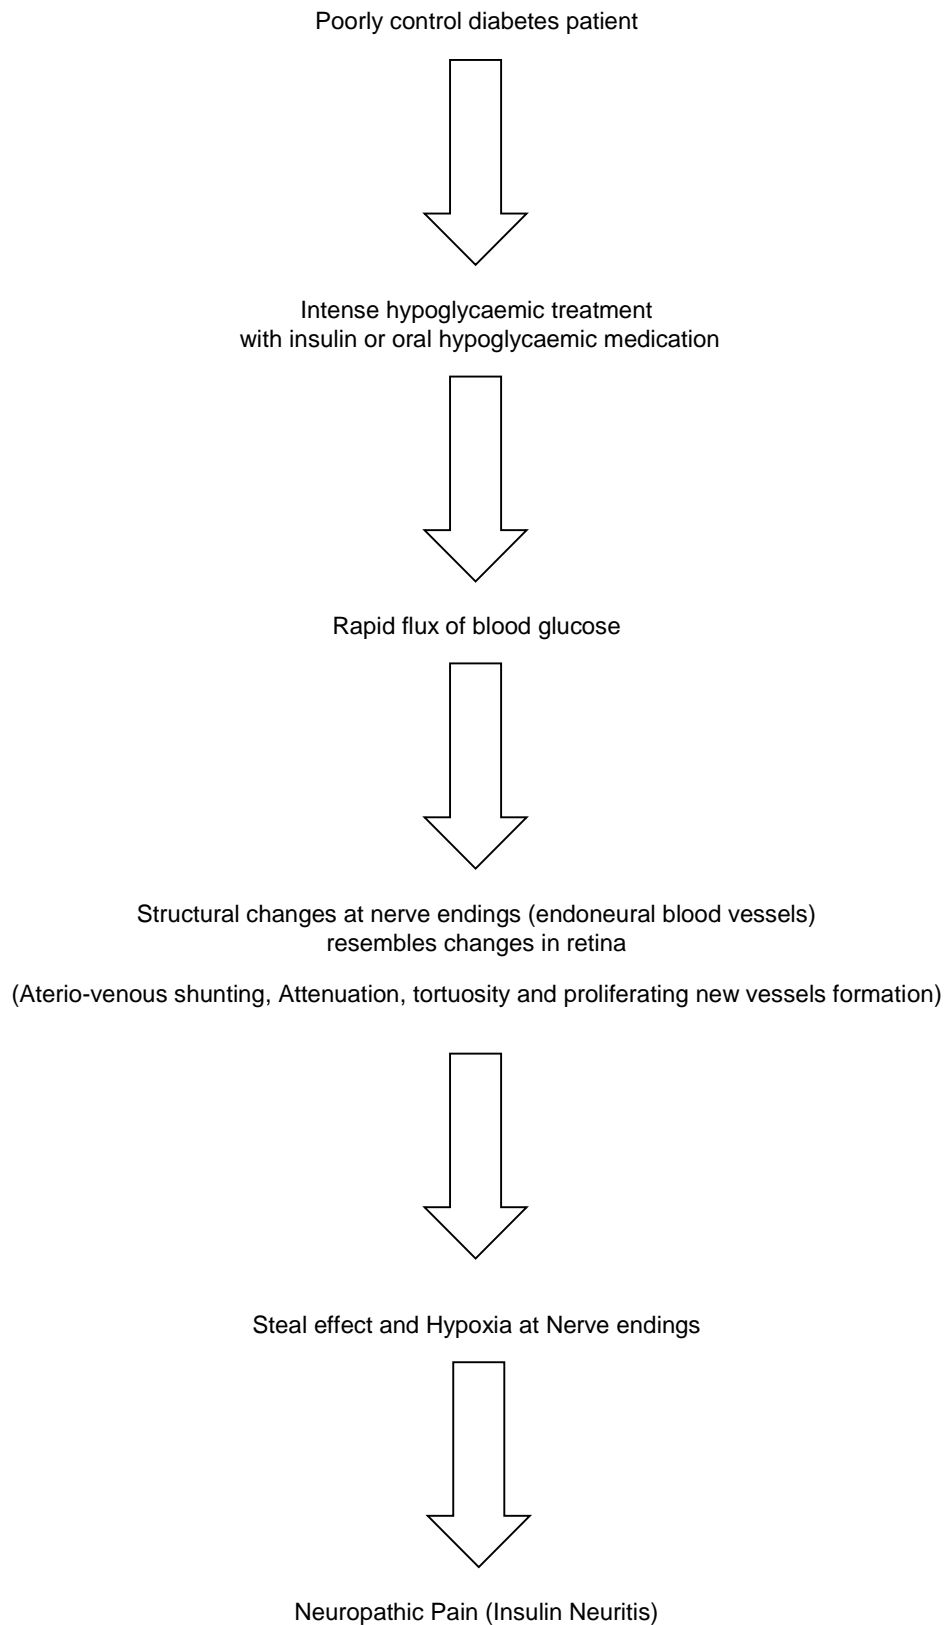 Poorly control diabetes patient
Intense hypoglycaemic treatment
with insulin or oral hypoglycaemic medication
Rapid flux of blood glucose
Structural changes at nerve endings (endoneural blood vessels)
resembles changes in retina
(Aterio-venous shunting, Attenuation, tortuosity and proliferating new vessels formation)
Steal effect and Hypoxia at Nerve endings
Neuropathic Pain (Insulin Neuritis)